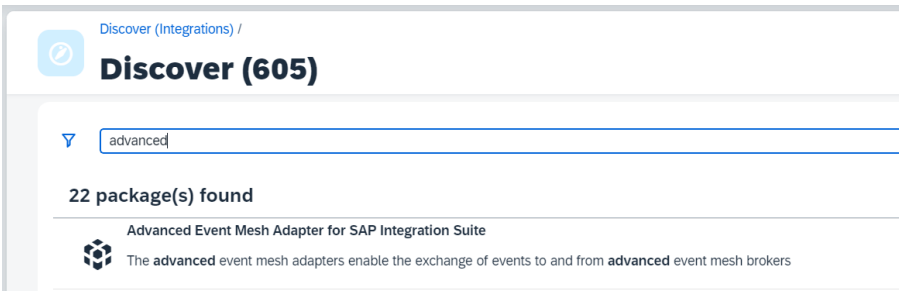 Discover (Integrations) /
Discover (605)
advanced
22 package(s) found
Advanced Event Mesh Adapter for SAP Integration Suite
The advanced event mesh adapters enable the exchange of events to and from advanced event mesh brokers